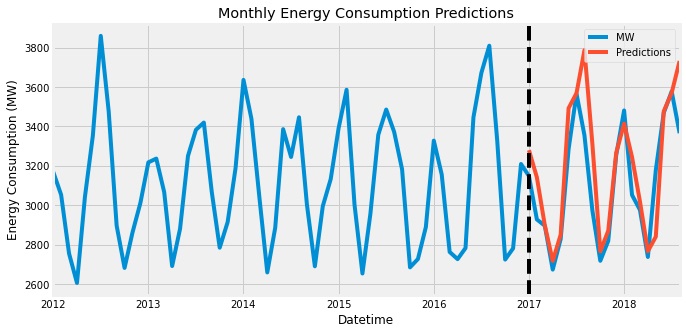 Monthly Energy Consumption Predictions
MW
Predictions
3800
3600
3400
3200
3000
2800
2600
Energy Consumption (MW)
2012
2013
2014
2015
2016
2017
2018
Datetime